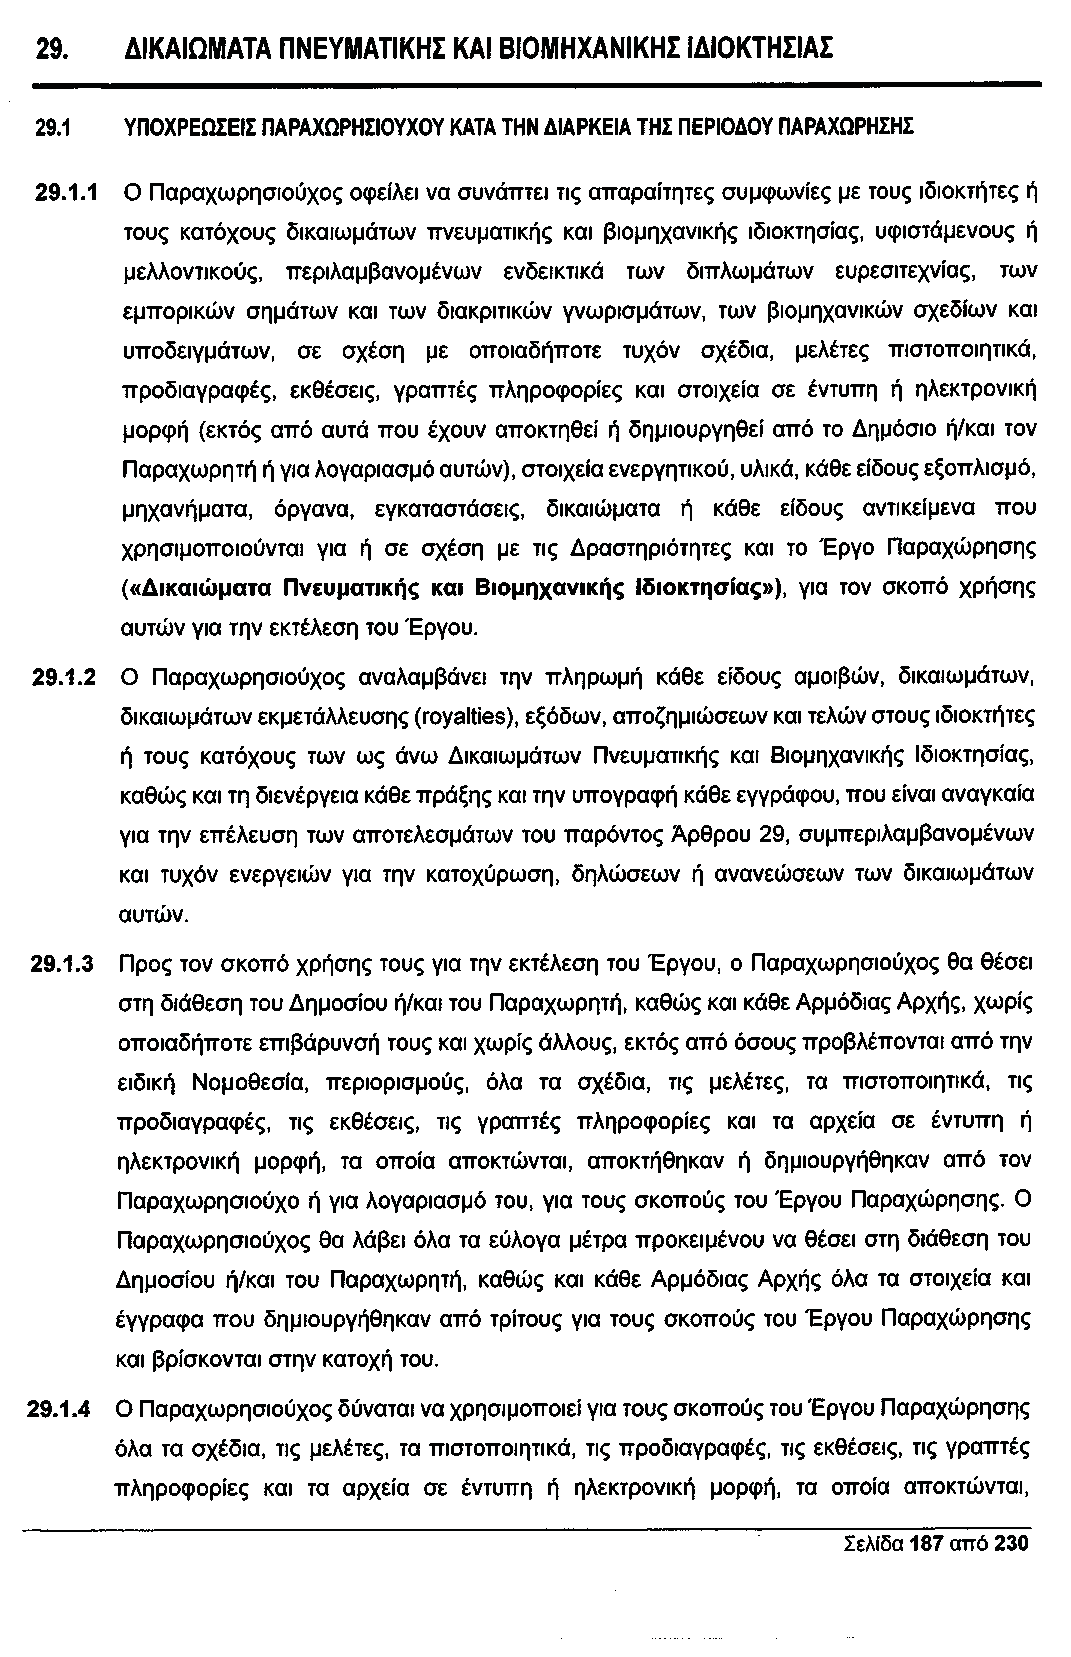 29. ΔΙΚΑΙΩΜΑΤΑ ΠΝΕΥΜΑΤΙΚΗΣ ΚΑΙ ΒΙΟΜΗΧΑΝΙΚΗΣ ΙΔΙΟΚΤΗΣΙΑΣ
29.1 ΥΠΟΧΡΕΩΣΕΙΣ ΠΑΡΑΧΩΡΗΣΙΟΥΧΟΥ ΚΑΤΑ ΤΗΝ ΔΙΑΡΚΕΙΑ ΤΗΣ ΠΕΡΙΟΔΟΥ ΠΑΡΑΧΩΡΗΣΗΣ
29.1.1 Ο Παραχωρησιούχος οφείλει να συνάπτει τις απαραίτητες συμφωνίες με τους ιδιοκτήτες ή
τους κατόχους δικαιωμάτων πνευματικής και βιομηχανικής ιδιοκτησίας, υφιστάμενους ή
μελλοντικούς, περιλαμβανομένων ενδεικτικά των διπλωμάτων ευρεσιτεχνίας, των
εμπορικών σημάτων και των διακριτικών γνωρισμάτων, των βιομηχανικών σχεδίων και
υποδειγμάτων, σε σχέση με οποιαδήποτε τυχόν σχέδια, μελέτες πιστοποιητικά,
προδιαγραφές, εκθέσεις, γραπτές πληροφορίες και στοιχεία σε έντυπη ή ηλεκτρονική
μορφή (εκτός από αυτά που έχουν αποκτηθεί ή δημιουργηθεί από το Δημόσιο ή/και τον
Παραχωρητή ή για λογαριασμό αυτών), στοιχεία ενεργητικού, υλικά, κάθε είδους εξοπλισμό,
μηχανήματα, όργανα, εγκαταστάσεις, δικαιώματα ή κάθε είδους αντικείμενα που
χρησιμοποιούνται για ή σε σχέση με τις Δραστηριότητες και το Έργο Παραχώρησης
(«Δικαιώματα Πνευματικής και Βιομηχανικής Ιδιοκτησίας»), για τον σκοπό χρήσης
αυτών για την εκτέλεση του Έργου.
29.1.2 Ο Παραχωρησιούχος αναλαμβάνει την πληρωμή κάθε είδους αμοιβών, δικαιωμάτων,
δικαιωμάτων εκμετάλλευσης (royalties), εξόδων, αποζημιώσεων και τελών στους ιδιοκτήτες
ή τους κατόχους των ως άνω Δικαιωμάτων Πνευματικής και Βιομηχανικής Ιδιοκτησίας,
καθώς και τη διενέργεια κάθε πράξης και την υπογραφή κάθε εγγράφου, που είναι αναγκαία
για την επέλευση των αποτελεσμάτων του παρόντος Άρθρου 29, συμπεριλαμβανομένων
και τυχόν ενεργειών για την κατοχύρωση, δηλώσεων ή ανανεώσεων των δικαιωμάτων
αυτών.
29.1.3 Προς τον σκοπό χρήσης τους για την εκτέλεση του Έργου, ο Παραχωρησιούχος θα θέσει
στη διάθεση του Δημοσίου ή/και του Παραχωρητή, καθώς και κάθε Αρμόδιας Αρχής, χωρίς
οποιαδήποτε επιβάρυνσή τους και χωρίς άλλους, εκτός από όσους προβλέπονται από την
ειδική Νομοθεσία, περιορισμούς, όλα τα σχέδια, τις μελέτες, τα πιστοποιητικά, τις
προδιαγραφές, τις εκθέσεις, τις γραπτές πληροφορίες και τα αρχεία σε έντυπη ή
ηλεκτρονική μορφή, τα οποία αποκτώνται, αποκτήθηκαν ή δημιουργήθηκαν από τον
Παραχωρησιούχο ή για λογαριασμό του, για τους σκοπούς του Έργου Παραχώρησης. Ο
Παραχωρησιούχος θα λάβει όλα τα εύλογα μέτρα προκειμένου να θέσει στη διάθεση του
Δημοσίου ή/και του Παραχωρητή, καθώς και κάθε Αρμόδιας Αρχής όλα τα στοιχεία και
έγγραφα που δημιουργήθηκαν από τρίτους για τους σκοπούς του Έργου Παραχώρησης
και βρίσκονται στην κατοχή του.
29.1.4 Ο Παραχωρησιούχος δύναται να χρησιμοποιεί για τους σκοπούς του Έργου Παραχώρησης
όλα τα σχέδια, τις μελέτες, τα πιστοποιητικά, τις προδιαγραφές, τις εκθέσεις, τις γραπτές
πληροφορίες και τα αρχεία σε έντυπη ή ηλεκτρονική μορφή, τα οποία αποκτώνται,
Σελίδα 187 από 230